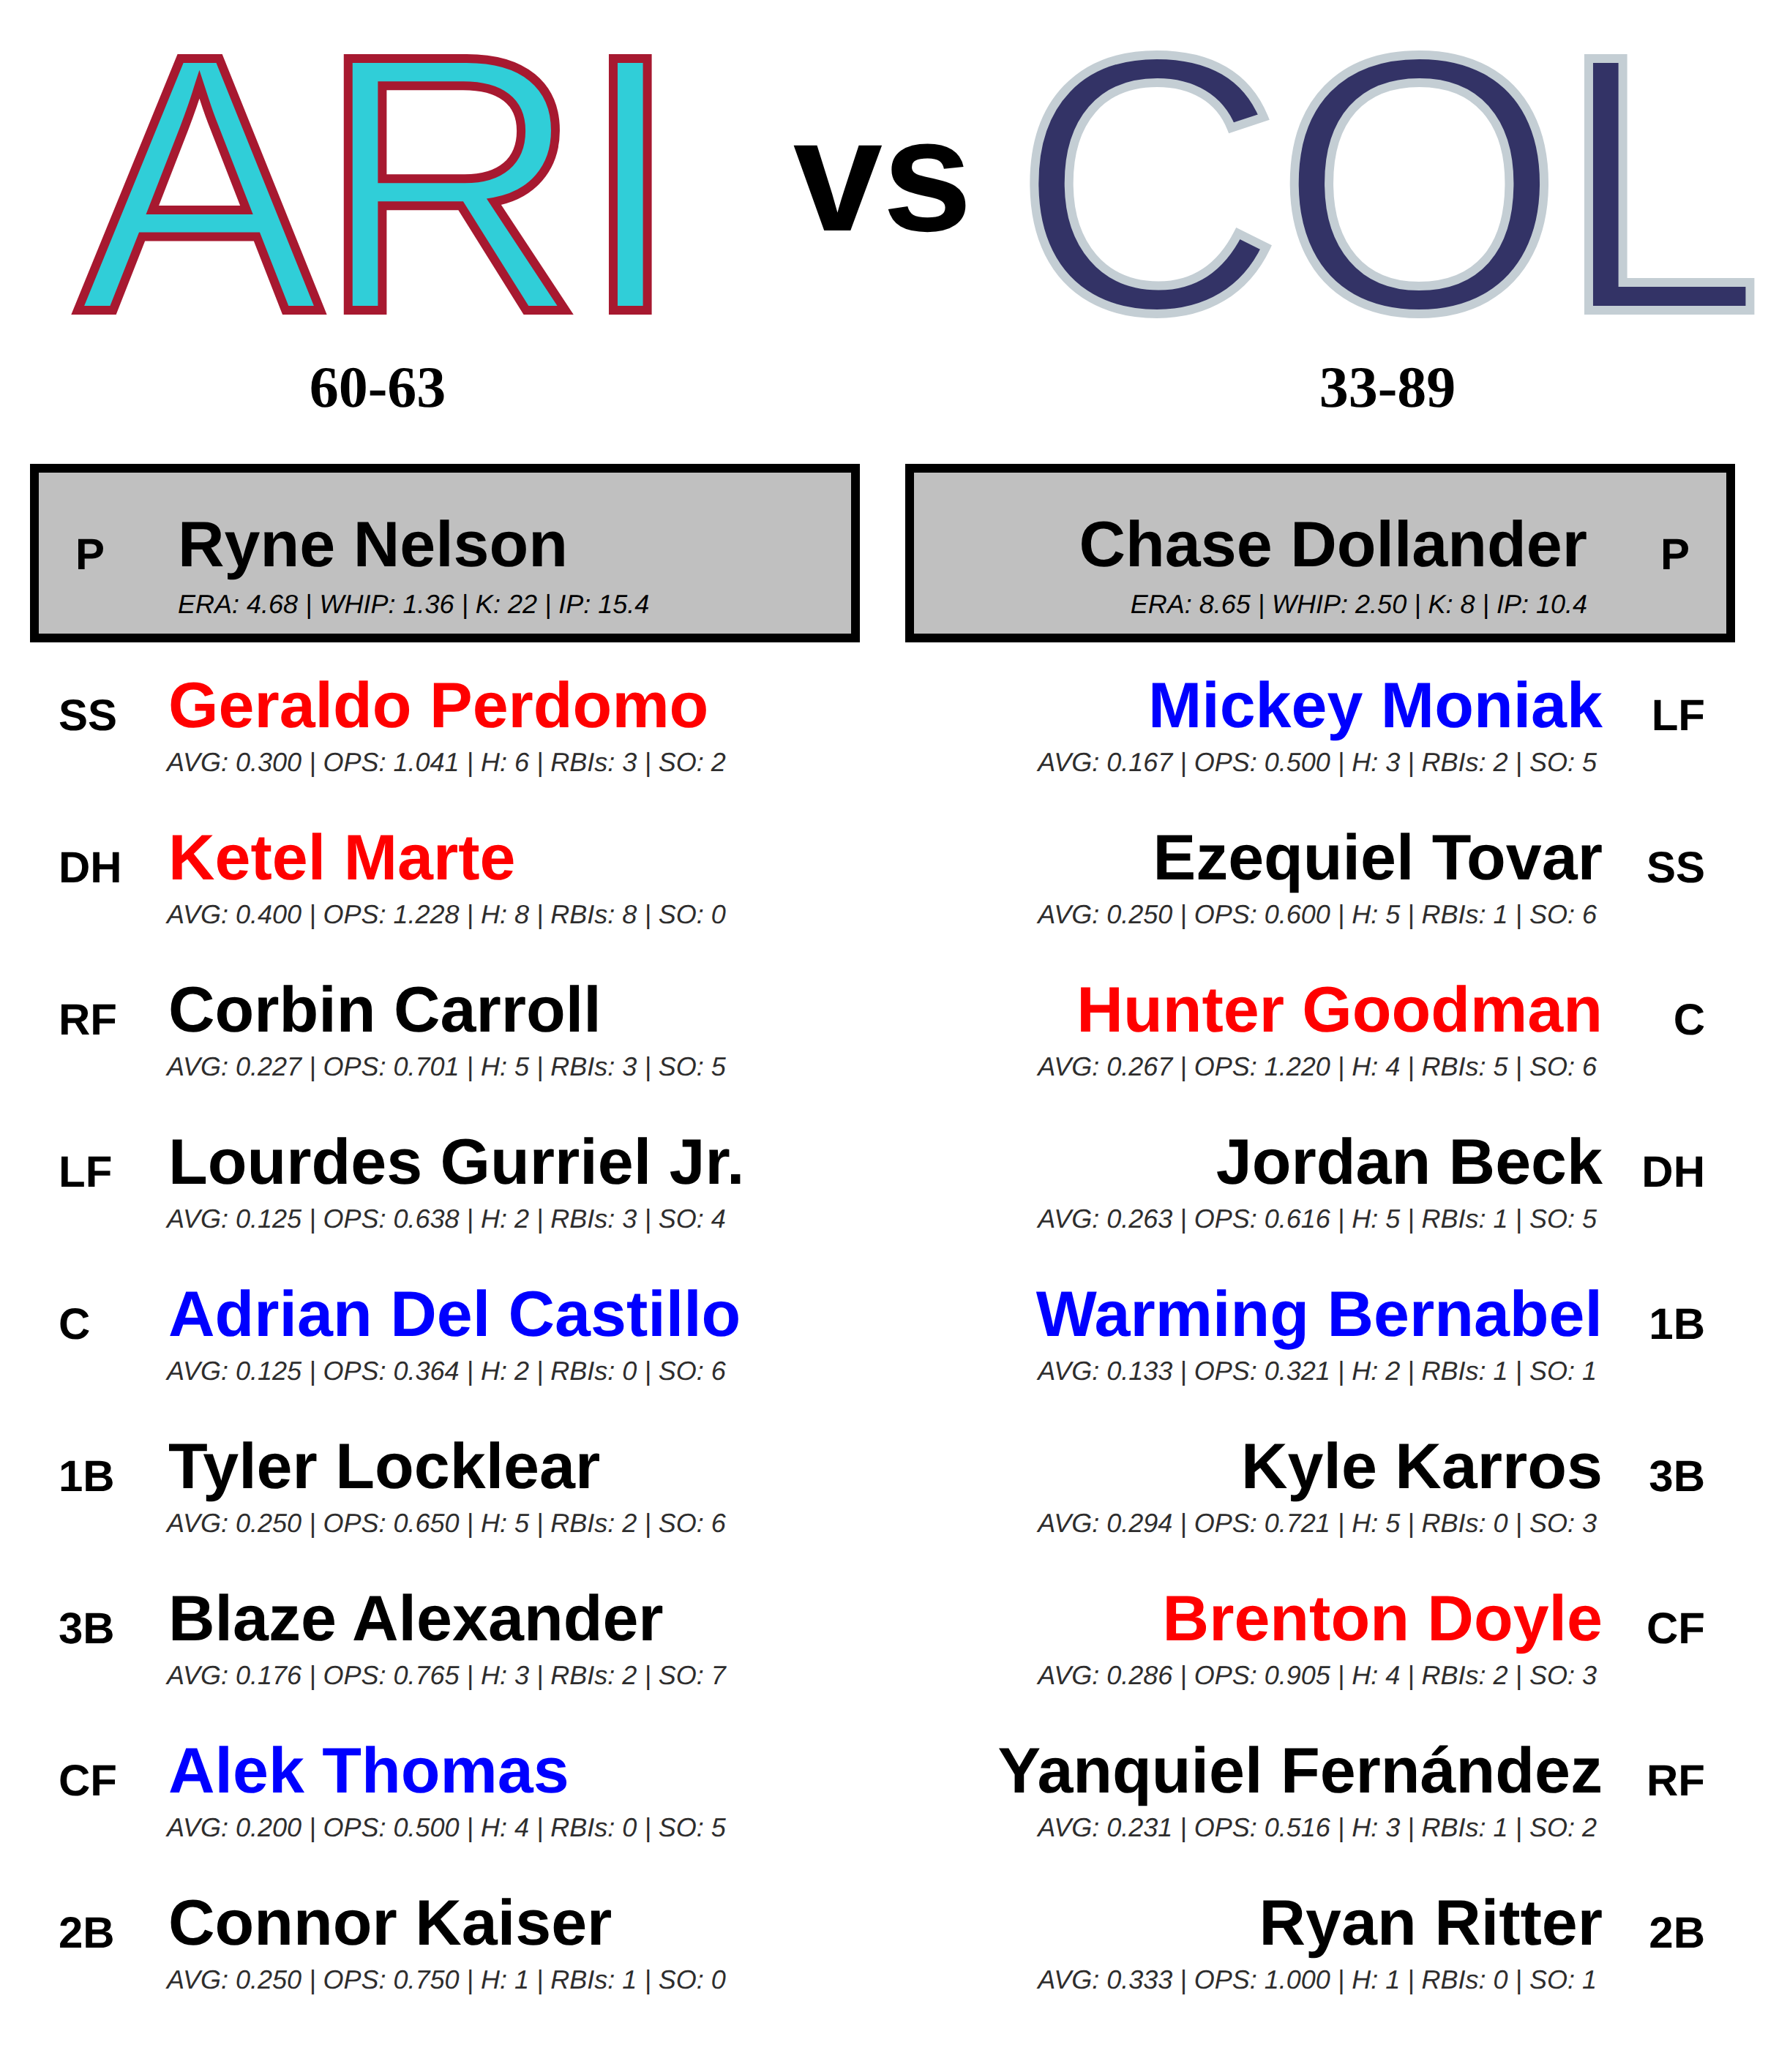 ARI vs COL
60-63 33-89
P Ryne Nelson
ERA: 4.68 | WHIP: 1.36 | K: 22 | IP: 15.4
Chase Dollander P
ERA: 8.65 | WHIP: 2.50 | K: 8 | IP: 10.4
SS Geraldo Perdomo
AVG: 0.300 | OPS: 1.041 | H: 6 | RBIs: 3 | SO: 2
Mickey Moniak LF
AVG: 0.167 | OPS: 0.500 | H: 3 | RBIs: 2 | SO: 5
DH Ketel Marte
AVG: 0.400 | OPS: 1.228 | H: 8 | RBIs: 8 | SO: 0
Ezequiel Tovar SS
AVG: 0.250 | OPS: 0.600 | H: 5 | RBIs: 1 | SO: 6
RF Corbin Carroll
AVG: 0.227 | OPS: 0.701 | H: 5 | RBIs: 3 | SO: 5
Hunter Goodman C
AVG: 0.267 | OPS: 1.220 | H: 4 | RBIs: 5 | SO: 6
LF Lourdes Gurriel Jr.
AVG: 0.125 | OPS: 0.638 | H: 2 | RBIs: 3 | SO: 4
Jordan Beck DH
AVG: 0.263 | OPS: 0.616 | H: 5 | RBIs: 1 | SO: 5
C Adrian Del Castillo
AVG: 0.125 | OPS: 0.364 | H: 2 | RBIs: 0 | SO: 6
Warming Bernabel 1B
AVG: 0.133 | OPS: 0.321 | H: 2 | RBIs: 1 | SO: 1
1B Tyler Locklear
AVG: 0.250 | OPS: 0.650 | H: 5 | RBIs: 2 | SO: 6
Kyle Karros 3B
AVG: 0.294 | OPS: 0.721 | H: 5 | RBIs: 0 | SO: 3
3B Blaze Alexander
AVG: 0.176 | OPS: 0.765 | H: 3 | RBIs: 2 | SO: 7
Brenton Doyle CF
AVG: 0.286 | OPS: 0.905 | H: 4 | RBIs: 2 | SO: 3
CF Alek Thomas
AVG: 0.200 | OPS: 0.500 | H: 4 | RBIs: 0 | SO: 5
Yanquiel Fernández RF
AVG: 0.231 | OPS: 0.516 | H: 3 | RBIs: 1 | SO: 2
2B Connor Kaiser
AVG: 0.250 | OPS: 0.750 | H: 1 | RBIs: 1 | SO: 0
Ryan Ritter 2B
AVG: 0.333 | OPS: 1.000 | H: 1 | RBIs: 0 | SO: 1